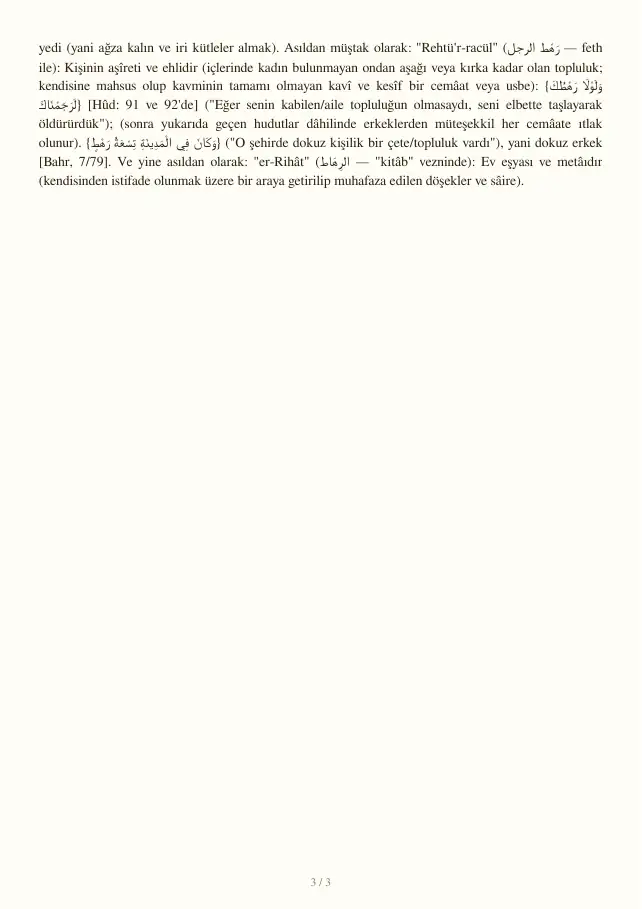 yedi (yani ağza kalın ve iri kütleler almak). Asıldan müştak olarak: "Rehtü'r-racül" (رَهْط الرجل — feth
ile): Kişinin aşîreti ve ehlidir (içlerinde kadın bulunmayan ondan aşağı veya kırka kadar olan topluluk;
kendisine mahsus olup kavminin tamamı olmayan kavî ve kesîf bir cemâat veya usbe): {وَلَوْلَا رَهْطُكَ
لَرَجَمْنَاكَ} [Hûd: 91 ve 92'de] ("Eğer senin kabilen/aile topluluğun olmasaydı, seni elbette taşlayarak
öldürürdük"); (sonra yukarıda geçen hudutlar dâhilinde erkeklerden müteşekkil her cemâate ıtlak
olunur). {وَكَانَ فِي الْمَدِينَةِ تِسْعَةُ رَهْطٍ} ("O şehirde dokuz kişilik bir çete/topluluk vardı"), yani dokuz erkek
[Bahr, 7/79]. Ve yine asıldan olarak: "er-Rihât" (الرِهَاط — "kitâb" vezninde): Ev eşyası ve metâıdır
(kendisinden istifade olunmak üzere bir araya getirilip muhafaza edilen döşekler ve sâire).
3 / 3